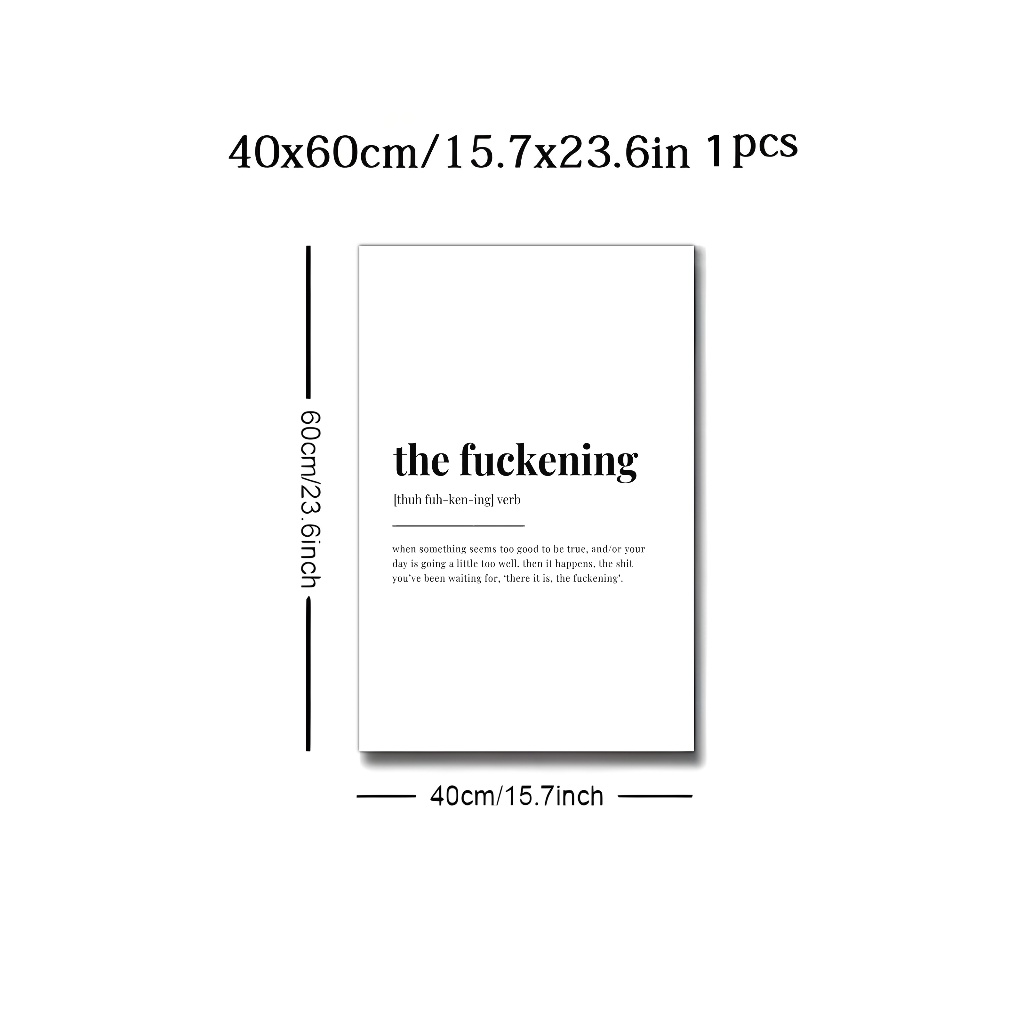 40x60cm/15.7x23.6in 1pcs
60cm/23.6inch
the fuckening
[thuh fuh-ken-ing] verb
when something seems too good to be true, and/or your
day is going a little too well. then it happens, the shit
you've been waiting for, 'there it is, the fuckening'.
40cm/15.7inch